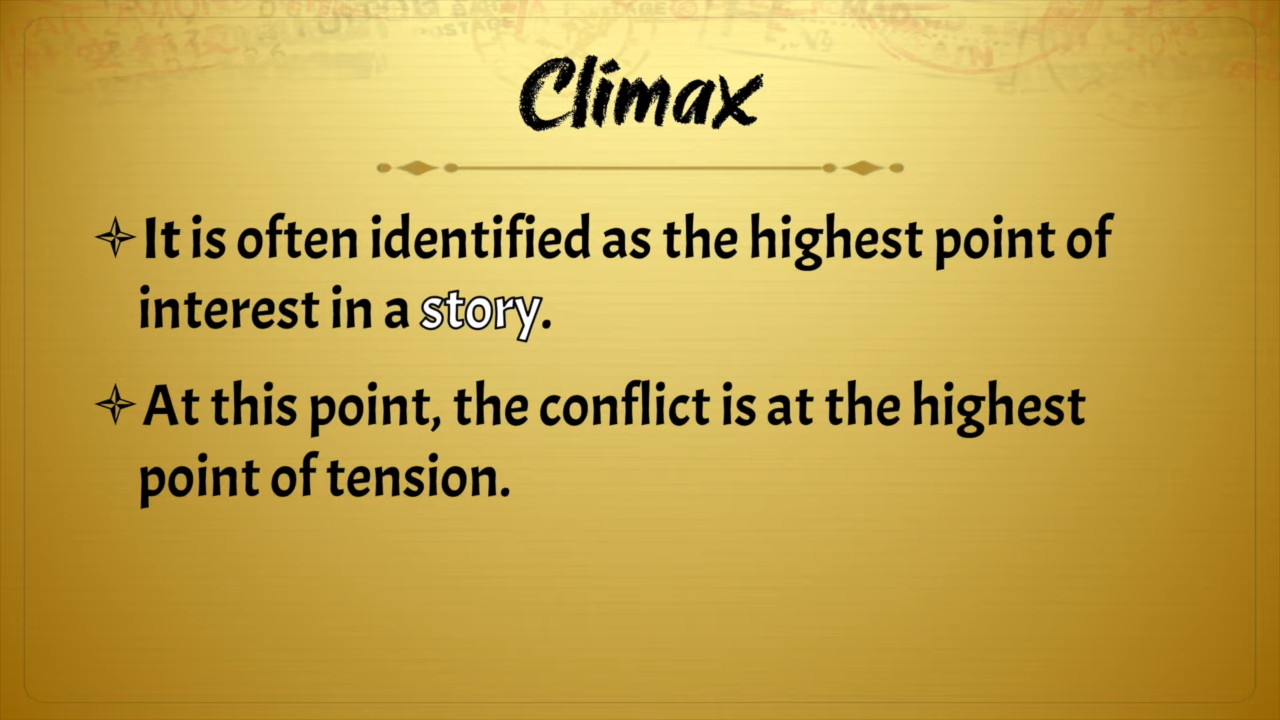 Climax
It is often identified as the highest point of
interest in a story.
At this point, the conflict is at the highest
point of tension.